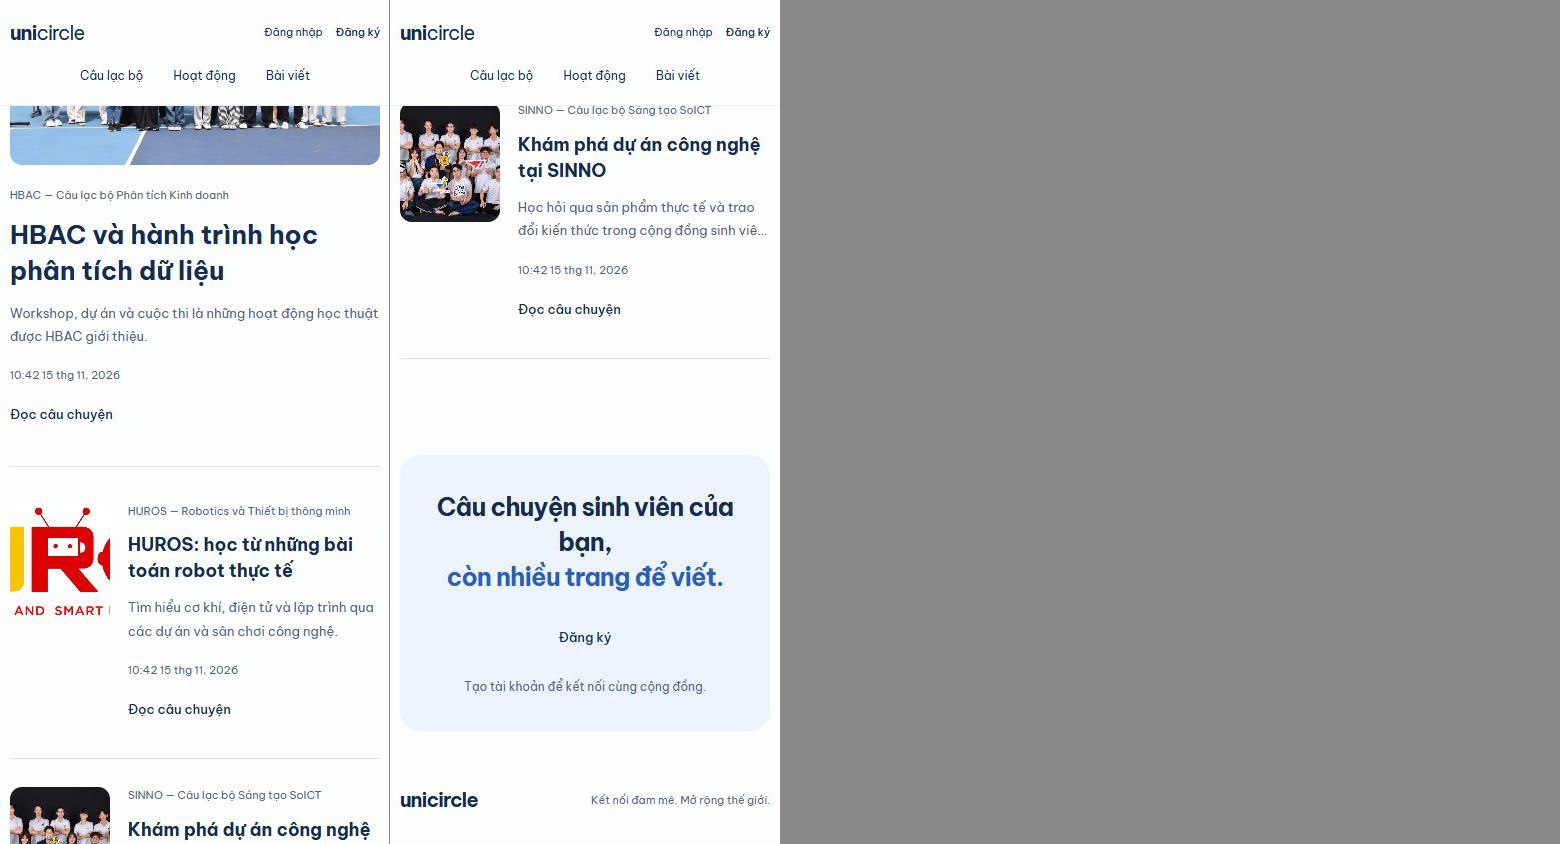 unicircle
Đăng nhập
Đăng ký
Câu lạc bộ
Hoạt động
Bài viết
HBAC — Câu lạc bộ Phân tích Kinh doanh
HBAC và hành trình học
phân tích dữ liệu
Workshop, dự án và cuộc thi là những hoạt động học thuật
được HBAC giới thiệu.
10:42 15 thg 11, 2026
Đọc câu chuyện
AND SMART
HUROS — Robotics và Thiết bị thông minh
HUROS: học từ những bài
toán robot thực tế
Tìm hiểu cơ khí, điện tử và lập trình qua
các dự án và sân chơi công nghệ.
10:42 15 thg 11, 2026
Đọc câu chuyện
SINNO — Câu lạc bộ Sáng tạo SoICT
Khám phá dự án công nghệ
unicircle
Đăng nhập
Đăng ký
Câu lạc bộ
Hoạt động
Bài viết
SINNO — Câu lạc bộ Sáng tạo SoICT
Khám phá dự án công nghệ
tại SINNO
Học hỏi qua sản phẩm thực tế và trao
đổi kiến thức trong cộng đồng sinh viê...
10:42 15 thg 11, 2026
Đọc câu chuyện
Câu chuyện sinh viên của
bạn,
còn nhiều trang để viết.
Đăng ký
Tạo tài khoản để kết nối cùng cộng đồng.
unicircle
Kết nối đam mê. Mở rộng thế giới.